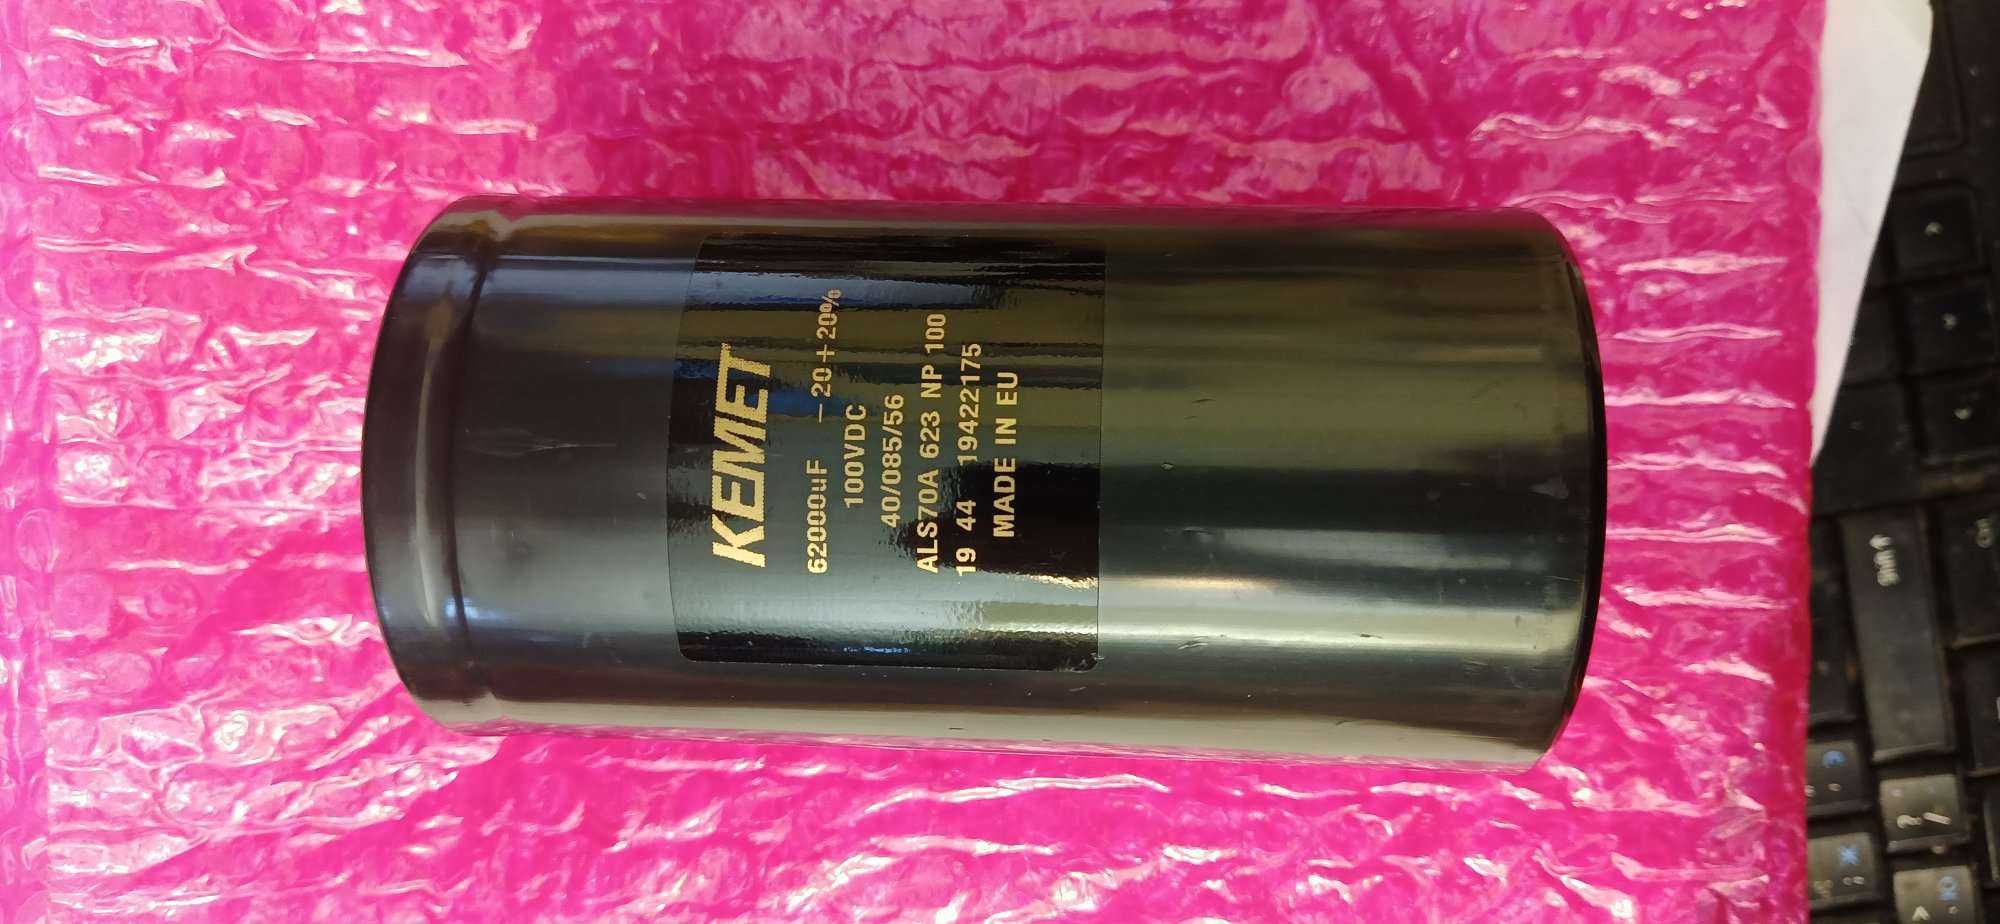 KEMET
62000uF -20+20%
100VDC
40/085/56
ALS70A 623 NP 100
19 44 19422175
MADE IN EU